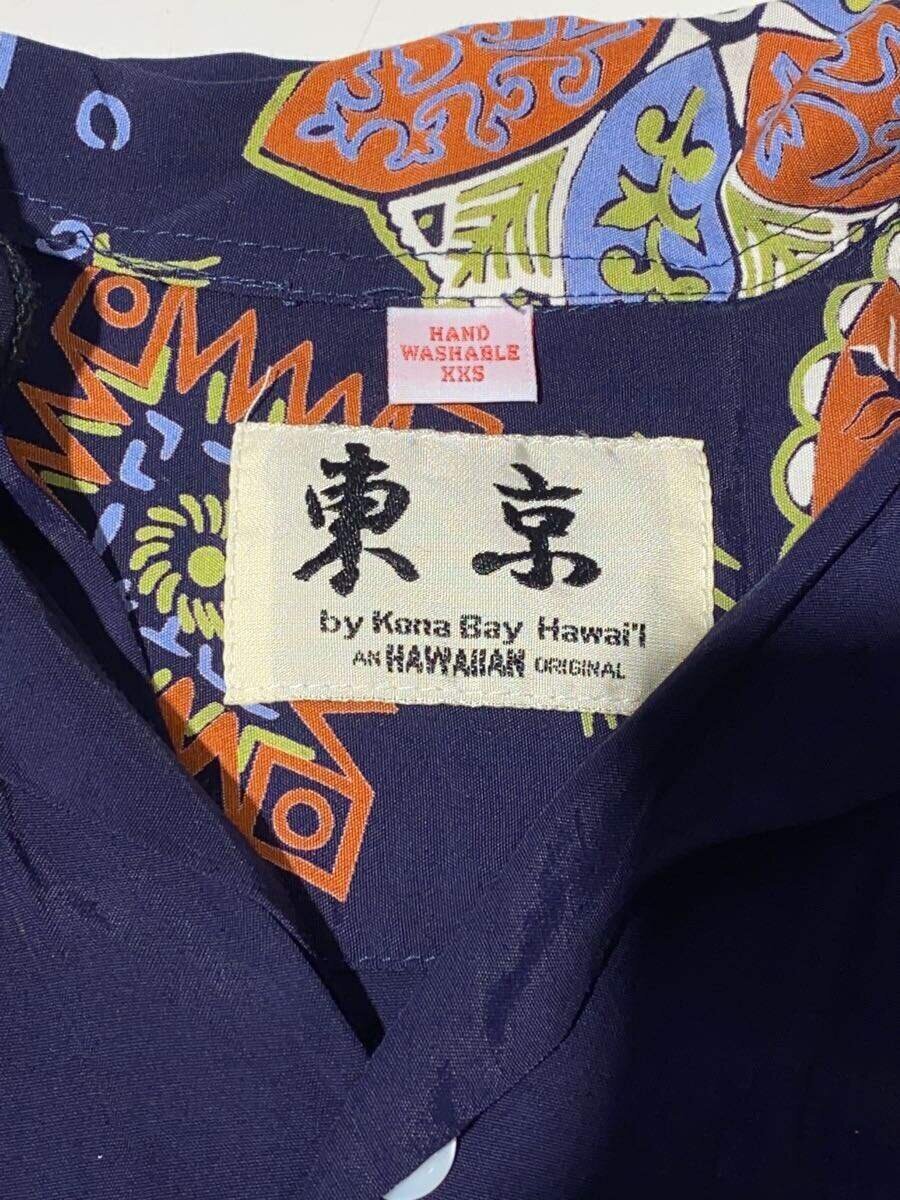 HAND
WASHABLE
XXS
東京
by Kona Bay Hawai'I
AN HAWAIIAN ORIGINAL